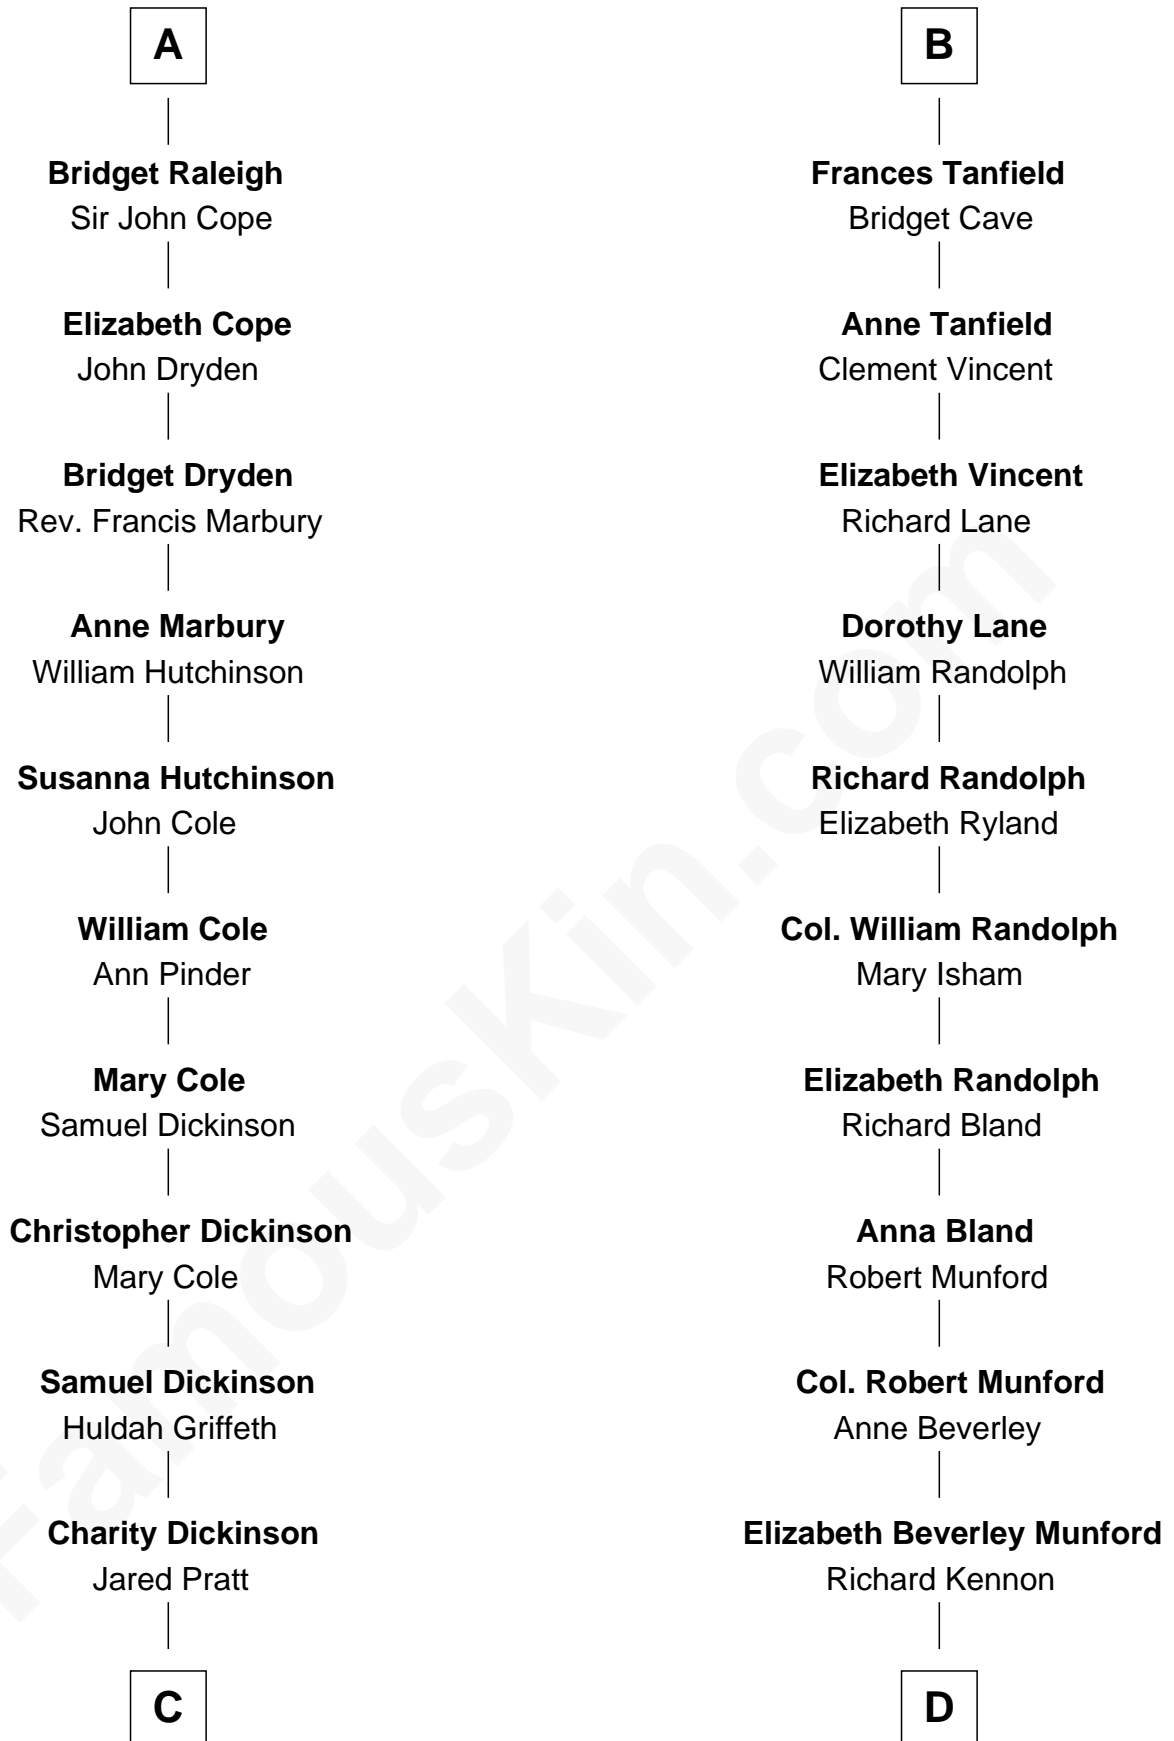 A
Bridget Raleigh
Sir John Cope
Elizabeth Cope
John Dryden
Bridget Dryden
Rev. Francis Marbury
Anne Marbury
William Hutchinson
Susanna Hutchinson
John Cole
William Cole
Ann Pinder
Mary Cole
Samuel Dickinson
Christopher Dickinson
Mary Cole
Samuel Dickinson
Huldah Griffeth
Charity Dickinson
Jared Pratt
C
B
Frances Tanfield
Bridget Cave
Anne Tanfield
Clement Vincent
Elizabeth Vincent
Richard Lane
Dorothy Lane
William Randolph
Richard Randolph
Elizabeth Ryland
Col. William Randolph
Mary Isham
Elizabeth Randolph
Richard Bland
Anna Bland
Robert Munford
Col. Robert Munford
Anne Beverley
Elizabeth Beverley Munford
Richard Kennon
D
FamousKin.com